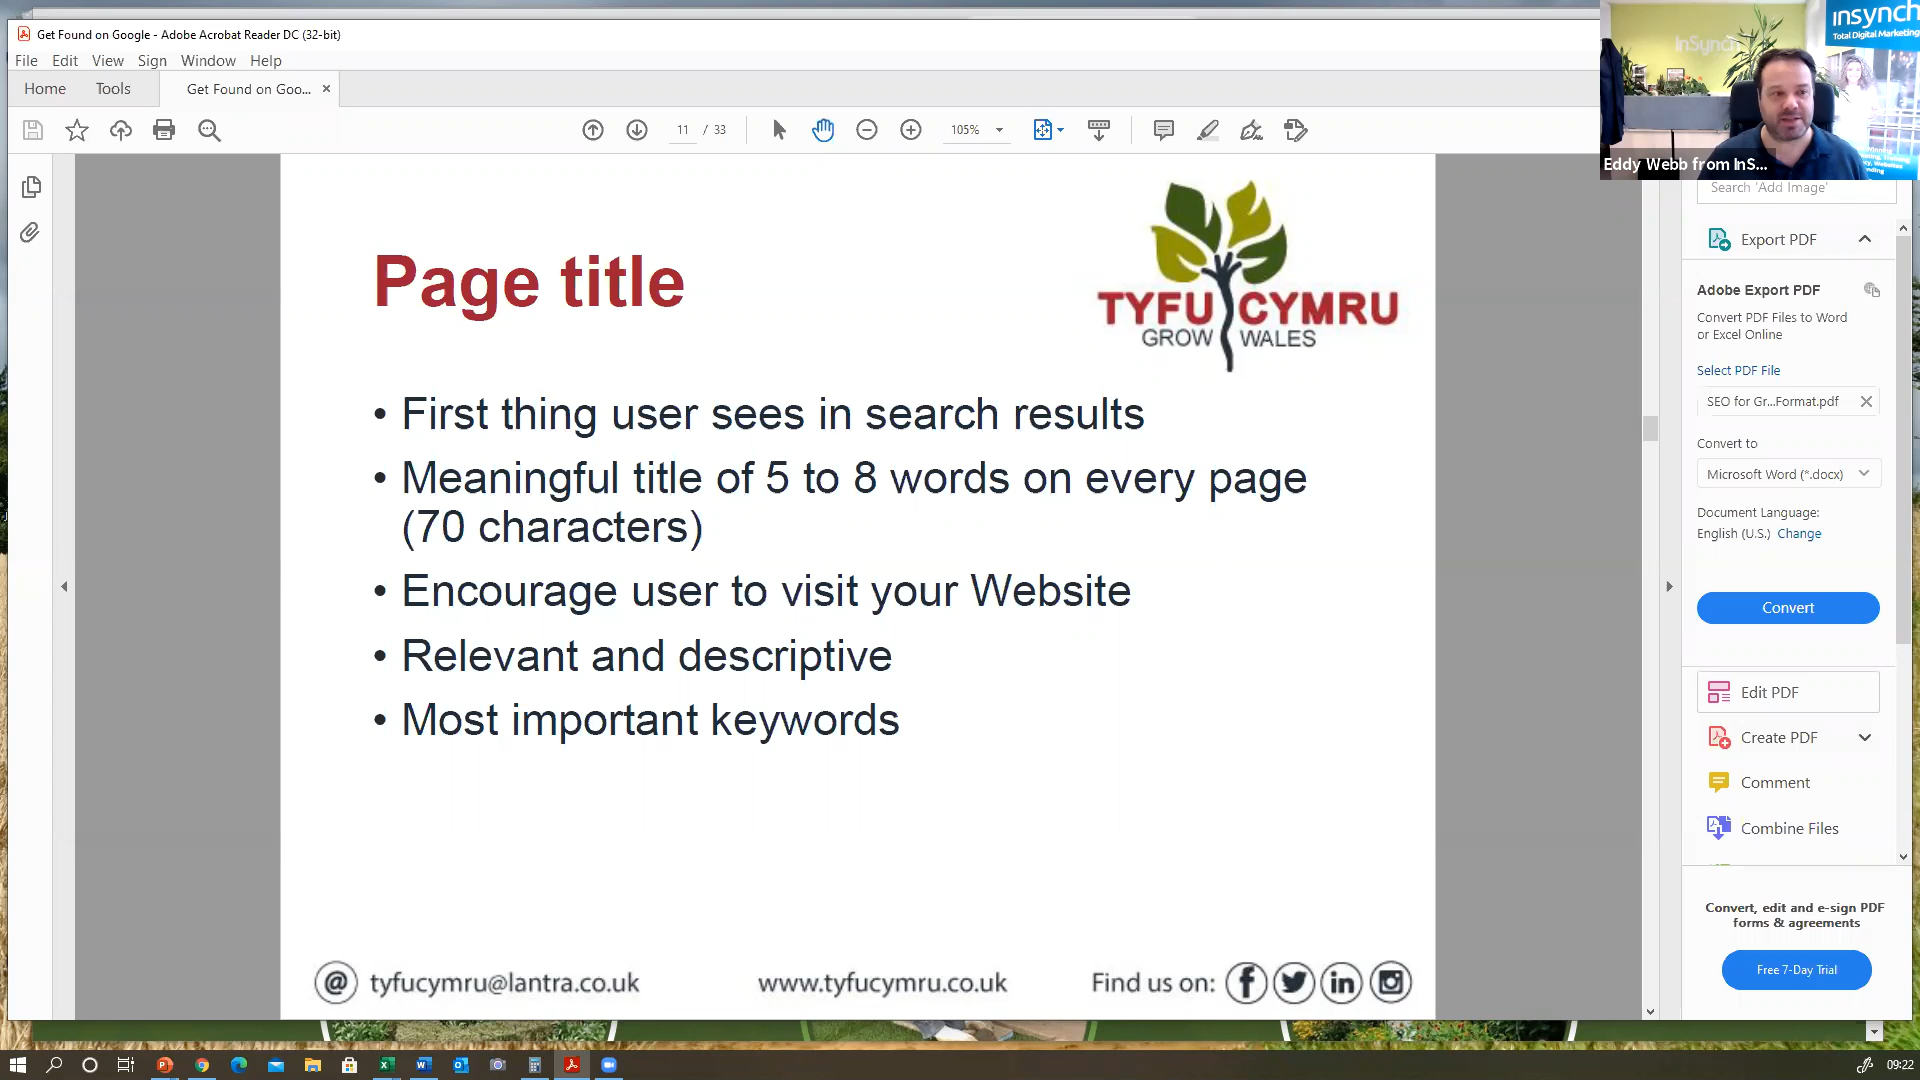 Get Found on Google - Adobe Acrobat Reader DC (32-bit)
File Edit View Sign Window Help
Home Tools Get Found on Goo... ×
11 / 33 105%
insynch
Total Digital Marketing
InSynch
Eddy Webb from InS...
Page title
TYFU CYMRU
GROW WALES
• First thing user sees in search results
• Meaningful title of 5 to 8 words on every page
(70 characters)
• Encourage user to visit your Website
• Relevant and descriptive
• Most important keywords
@ tyfucymru@lantra.co.uk www.tyfucymru.co.uk Find us on:
Search 'Add Image'
Export PDF
Adobe Export PDF
Convert PDF Files to Word
or Excel Online
Select PDF File
SEO for Gr...Format.pdf
Convert to
Microsoft Word (*.docx)
Document Language:
English (U.S.) Change
Convert
Edit PDF
Create PDF
Comment
Combine Files
Convert, edit and e-sign PDF
forms & agreements
Free 7-Day Trial
09:22